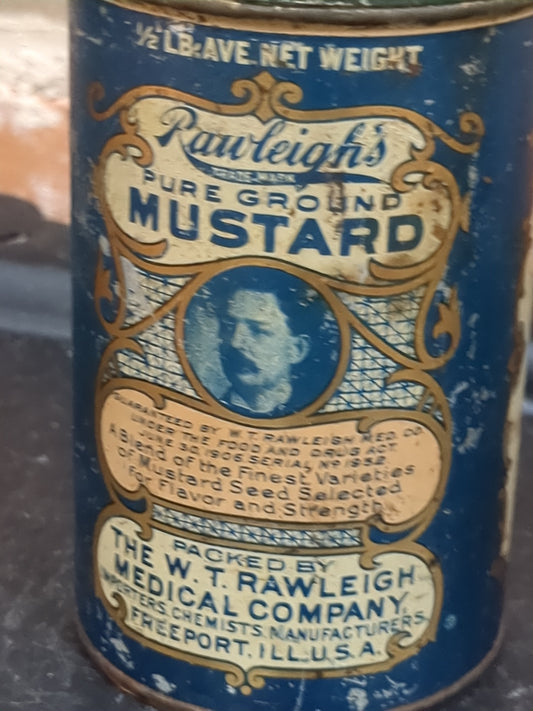 ½ LB. AVE. NET WEIGHT
Rawleigh's
TRADE MARK
PURE GROUND
MUSTARD
GUARANTEED BY W.T. RAWLEIGH MED. CO.
UNDER THE FOOD AND DRUG ACT
JUNE 30, 1906 SERIAL Nº 1952
A Blend of the Finest Varieties
of Mustard Seed Selected
for Flavor and Strength
PACKED BY
THE W. T. RAWLEIGH
MEDICAL COMPANY,
IMPORTERS, CHEMISTS, MANUFACTURERS,
FREEPORT, ILL. U.S.A.